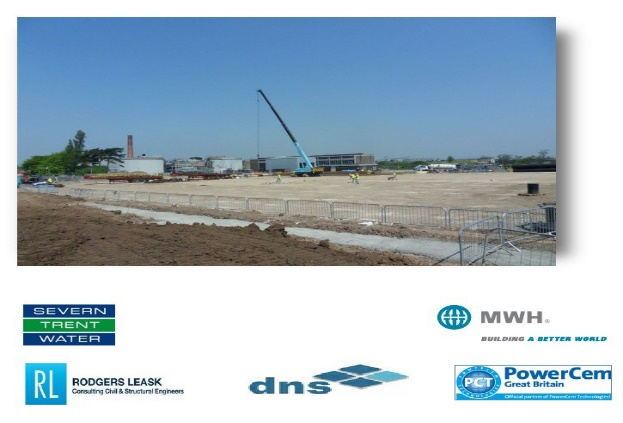 SEVERN
TRENT
WATER
MWH®
BUILDING A BETTER WORLD
RL
RODGERS LEASK
Consulting Civil & Structural Engineers
dns
PCT
PowerCem
Great Britain
Official partner of PowerCem Technologies